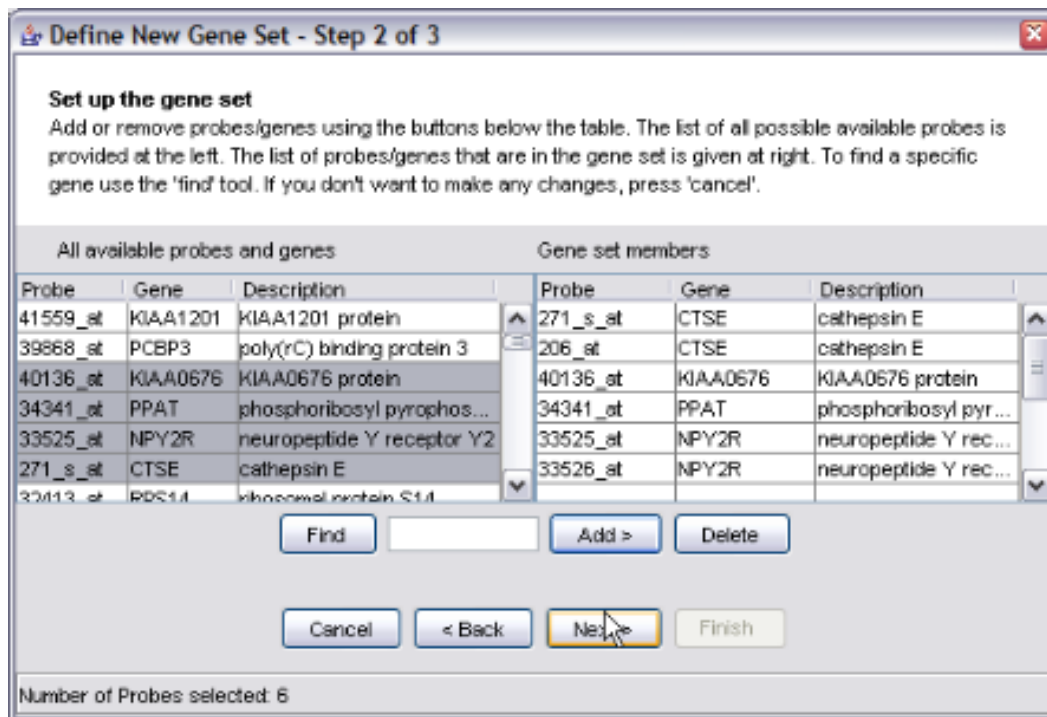 Define New Gene Set - Step 2 of 3
Set up the gene set
Add or remove probes/genes using the buttons below the table. The list of all possible available probes is
provided at the left. The list of probes/genes that are in the gene set is given at right. To find a specific
gene use the 'find' tool. If you don't want to make any changes, press 'cancel'.
All available probes and genes
Probe Gene Description
41559_at KIAA1201 KIAA1201 protein
39868_at PCBP3 poly(rC) binding protein 3
40136_at KIAA0676 KIAA0676 protein
34341_at PPAT phosphoribosyl pyrophos...
33525_at NPY2R neuropeptide Y receptor Y2
271_s_at CTSE cathepsin E
32413_at RPS14 ribosomal protein S14
Gene set members
Probe Gene Description
271_s_at CTSE cathepsin E
206_at CTSE cathepsin E
40136_at KIAA0676 KIAA0676 protein
34341_at PPAT phosphoribosyl pyr...
33525_at NPY2R neuropeptide Y rec...
33526_at NPY2R neuropeptide Y rec...
Find Add > Delete
Cancel < Back Next > Finish
Number of Probes selected: 6